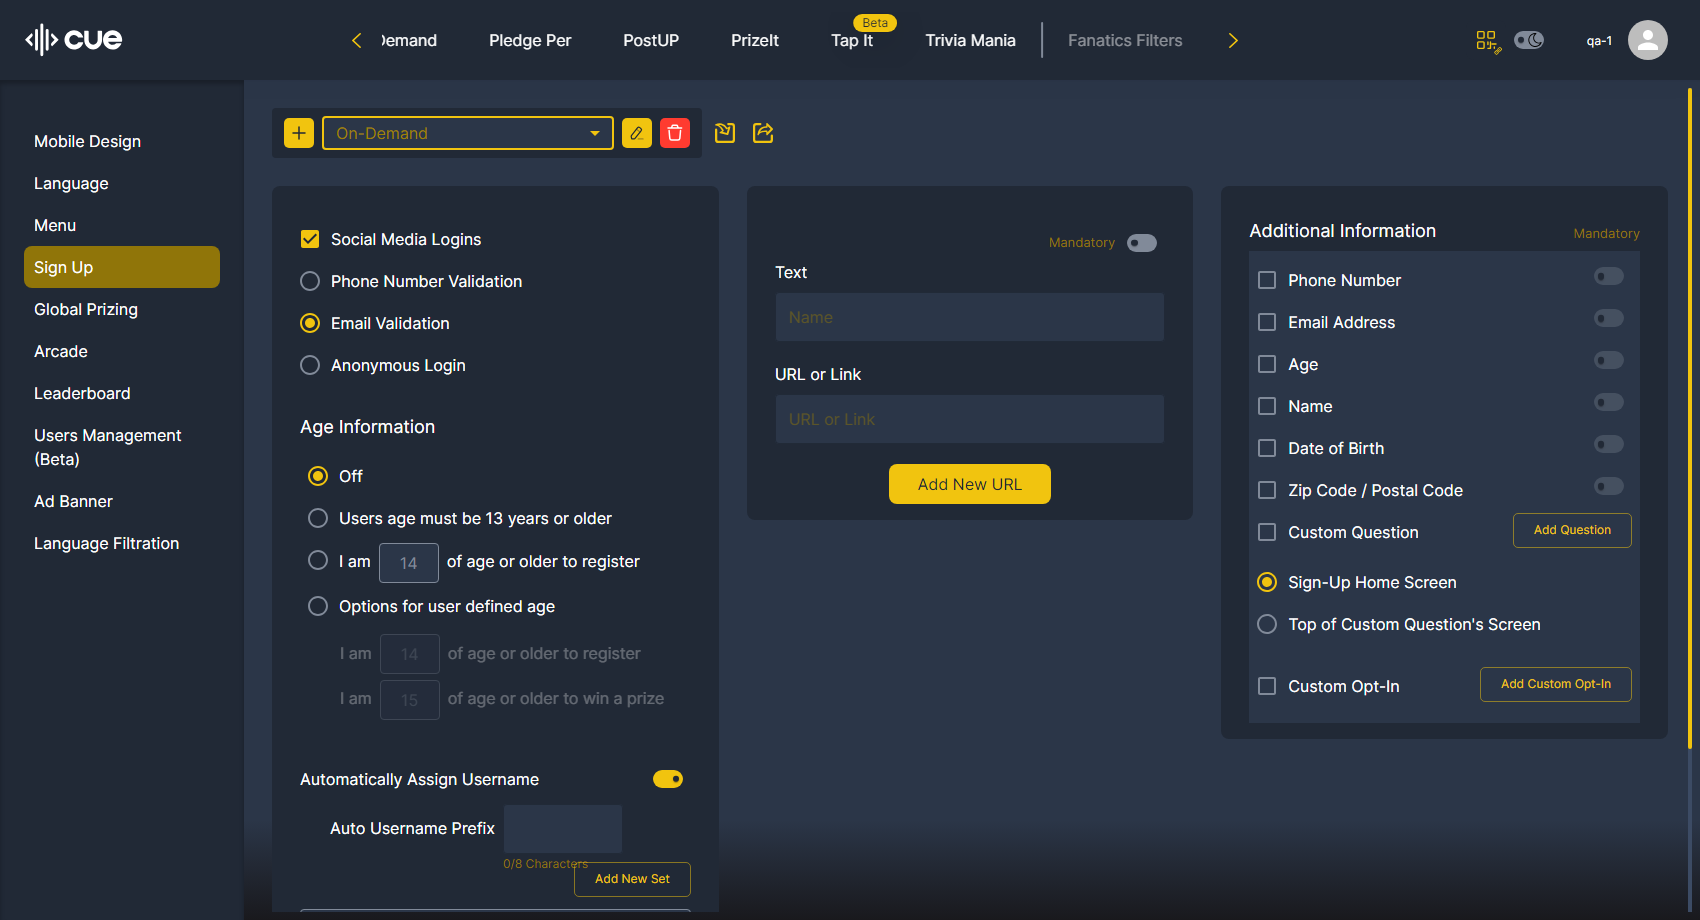 cue
Demand
Pledge Per
PostUP
PrizeIt
Beta
Tap It
Trivia Mania
Fanatics Filters
qa-1
Mobile Design
Language
Menu
Sign Up
Global Prizing
Arcade
Leaderboard
Users Management
(Beta)
Ad Banner
Language Filtration
On-Demand
Social Media Logins
Phone Number Validation
Email Validation
Anonymous Login
Age Information
Off
Users age must be 13 years or older
I am 14 of age or older to register
Options for user defined age
I am 14 of age or older to register
I am 15 of age or older to win a prize
Automatically Assign Username
Auto Username Prefix
0/8 Characters
Add New Set
Mandatory
Text
Name
URL or Link
URL or Link
Add New URL
Additional Information
Mandatory
Phone Number
Email Address
Age
Name
Date of Birth
Zip Code / Postal Code
Custom Question
Add Question
Sign-Up Home Screen
Top of Custom Question's Screen
Custom Opt-In
Add Custom Opt-In